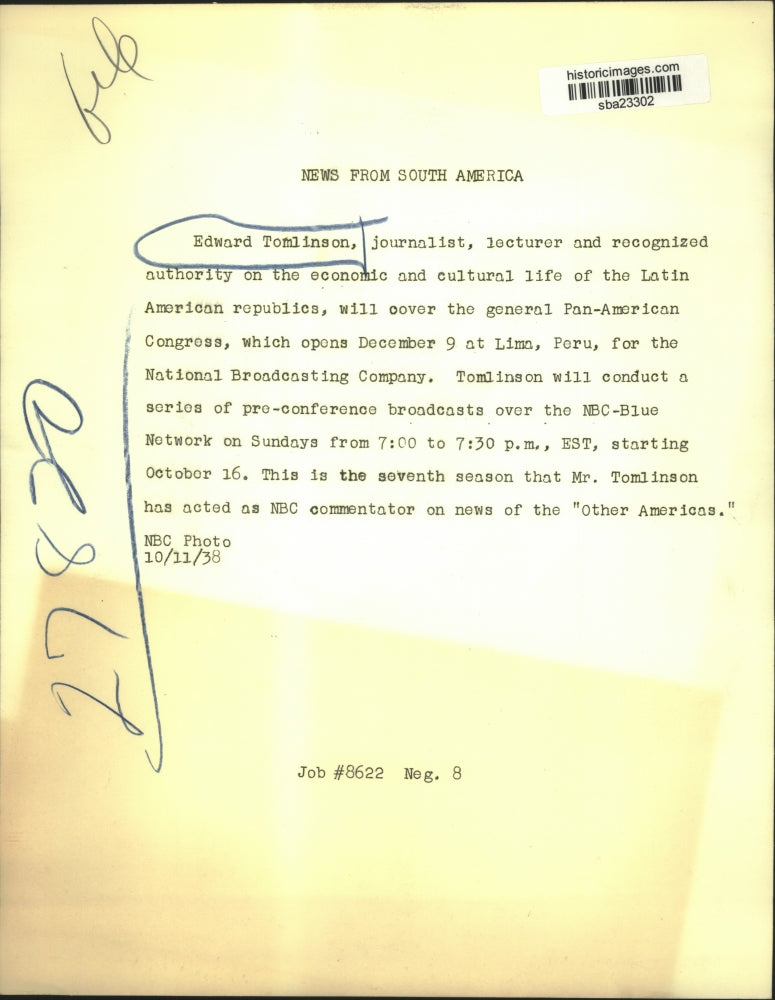 file
historicimages.com
sba23302
NEWS FROM SOUTH AMERICA
Edward Tomlinson, journalist, lecturer and recognized
authority on the economic and cultural life of the Latin
American republics, will cover the general Pan-American
Congress, which opens December 9 at Lima, Peru, for the
National Broadcasting Company. Tomlinson will conduct a
series of pre-conference broadcasts over the NBC-Blue
Network on Sundays from 7:00 to 7:30 p.m., EST, starting
October 16. This is the seventh season that Mr. Tomlinson
has acted as NBC commentator on news of the "Other Americas."
NBC Photo
10/11/38
Job #8622 Neg. 8